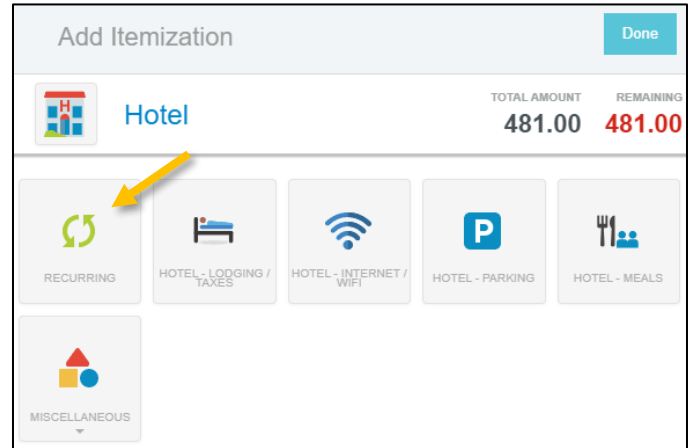 Add Itemization
Done
H
Hotel
TOTAL AMOUNT
REMAINING
481.00
481.00
RECURRING
HOTEL - LODGING /
TAXES
HOTEL - INTERNET /
WIFI
P
HOTEL - PARKING
HOTEL - MEALS
MISCELLANEOUS